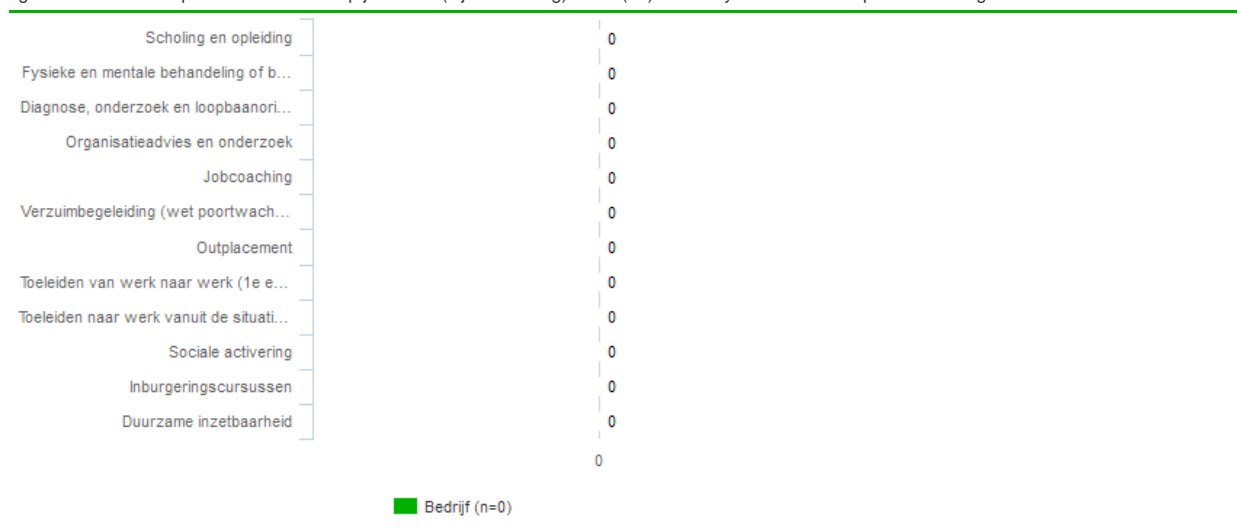 Scholing en opleiding 0
Fysieke en mentale behandeling of b... 0
Diagnose, onderzoek en loopbaanori... 0
Organisatieadvies en onderzoek 0
Jobcoaching 0
Verzuimbegeleiding (wet poortwach... 0
Outplacement 0
Toeleiden van werk naar werk (1e e... 0
Toeleiden naar werk vanuit de situati... 0
Sociale activering 0
Inburgeringscursussen 0
Duurzame inzetbaarheid 0
0
Bedrijf (n=0)